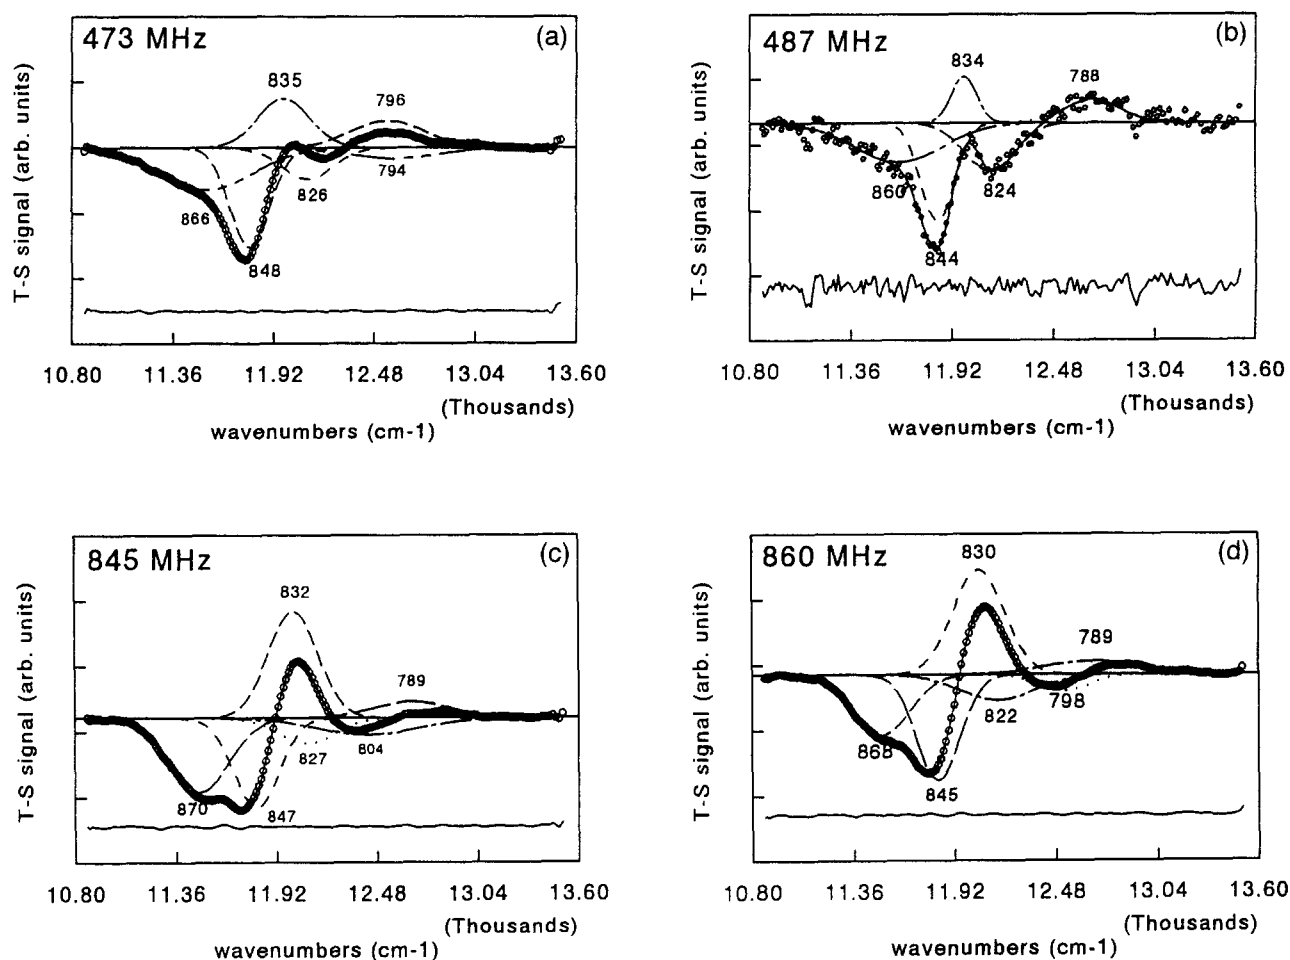 473 MHz (a)
835
796
866
826
794
848
T-S signal (arb. units)
10.80 11.36 11.92 12.48 13.04 13.60
(Thousands)
wavenumbers (cm-1)
487 MHz (b)
834
788
860
824
844
T-S signal (arb. units)
10.80 11.36 11.92 12.48 13.04 13.60
(Thousands)
wavenumbers (cm-1)
845 MHz (c)
832
789
827
804
870
847
T-S signal (arb. units)
10.80 11.36 11.92 12.48 13.04 13.60
(Thousands)
wavenumbers (cm-1)
860 MHz (d)
830
789
798
822
868
845
T-S signal (arb. units)
10.80 11.36 11.92 12.48 13.04 13.60
(Thousands)
wavenumbers (cm-1)